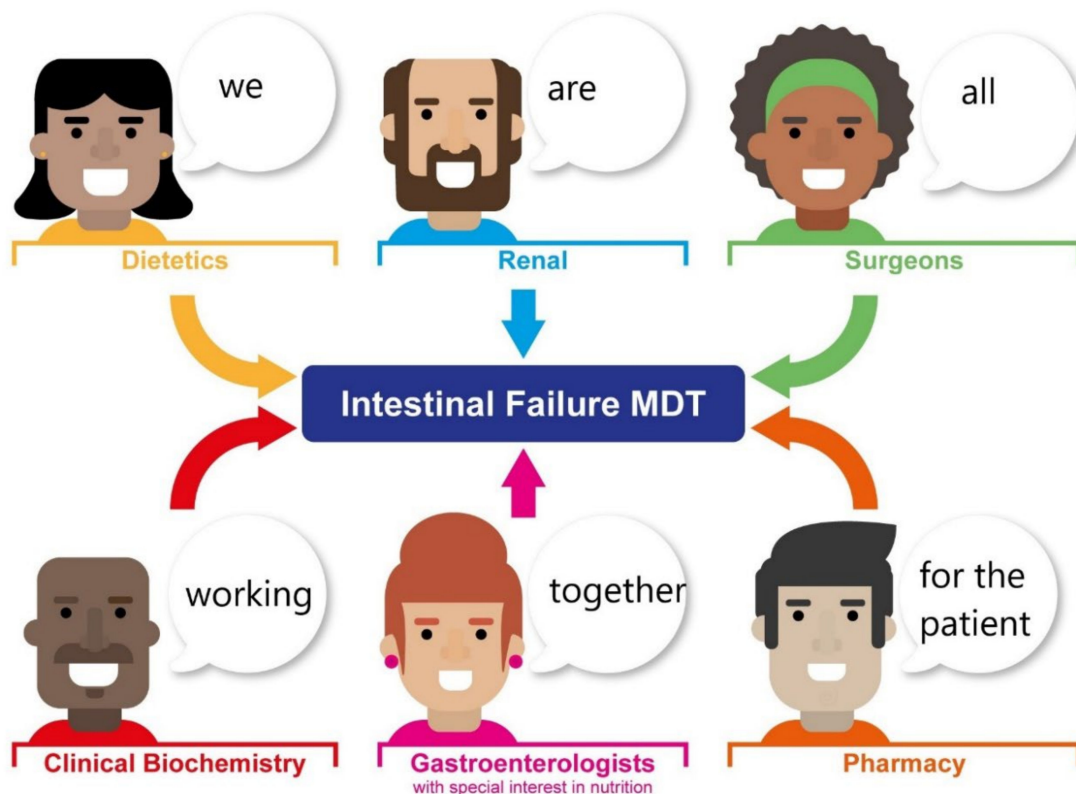 we
are
all
Dietetics
Renal
Surgeons
Intestinal Failure MDT
working
together
for the
patient
Clinical Biochemistry
Gastroenterologists
with special interest in nutrition
Pharmacy